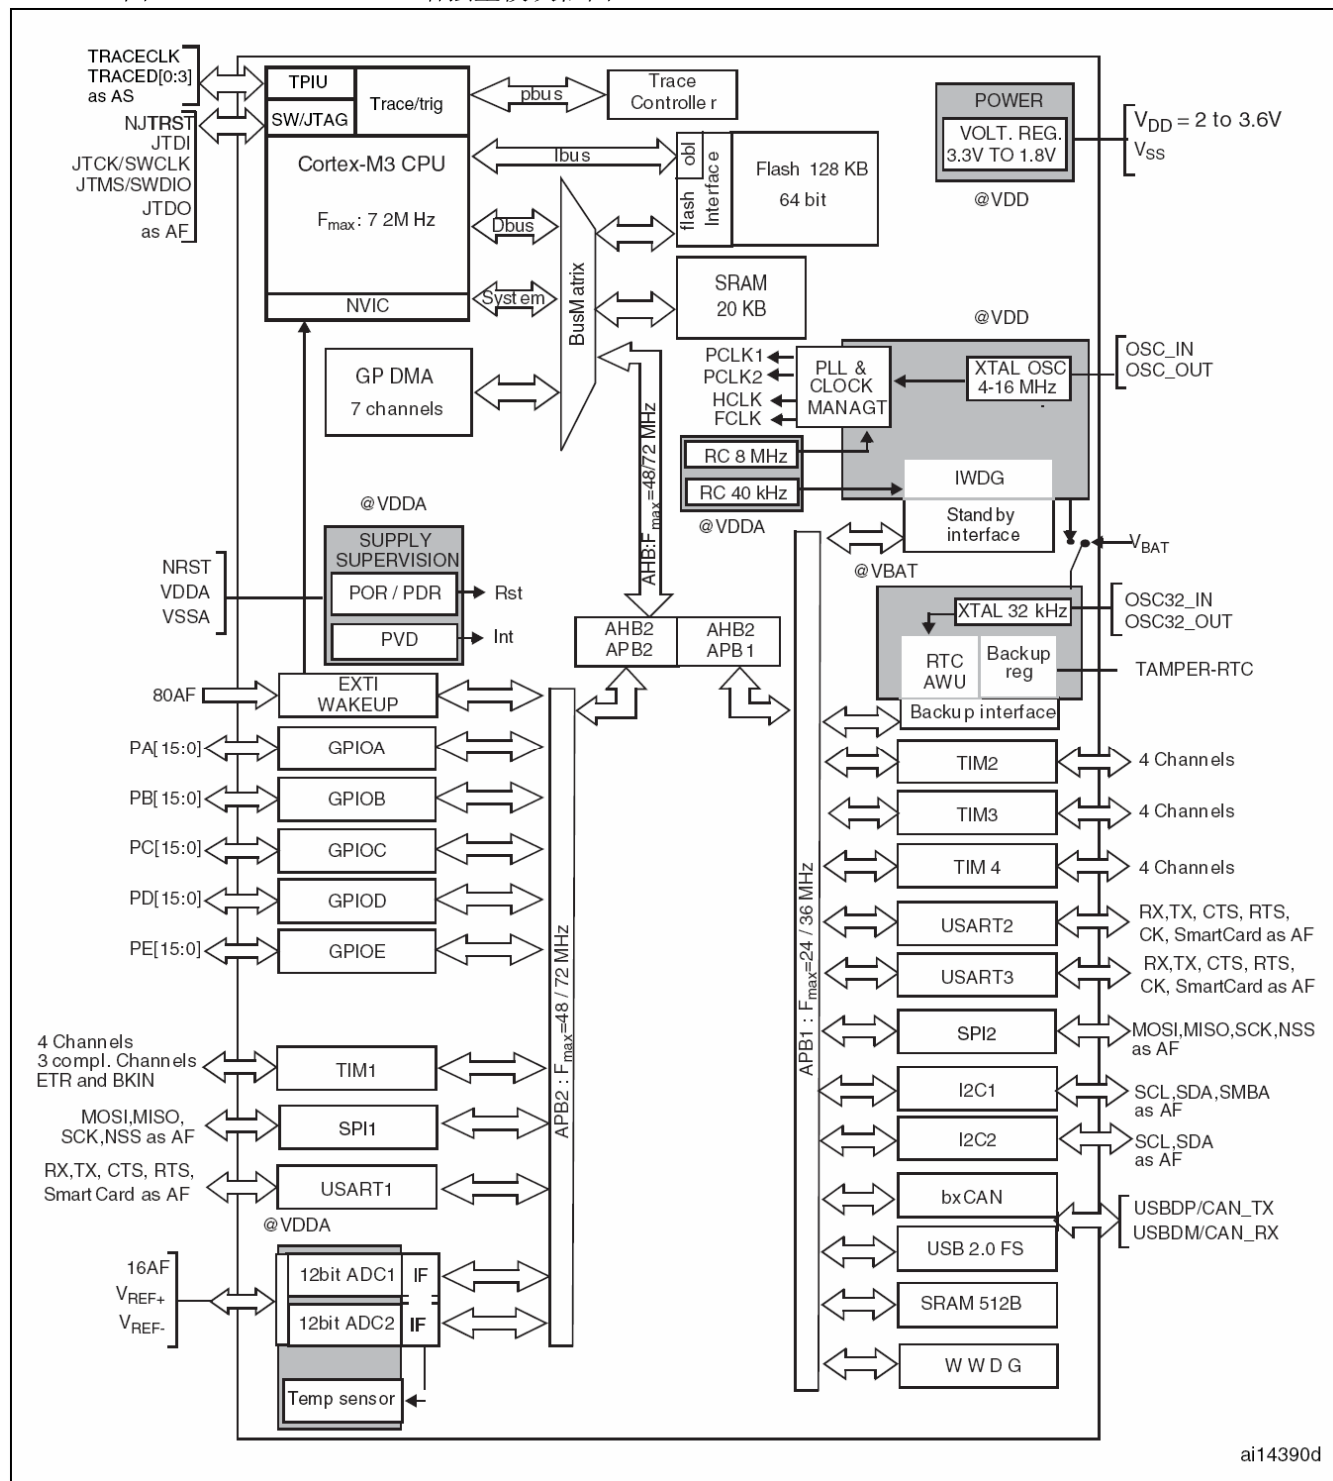 TRACECLK
TRACED[0:3]
as AS
NJTRST
JTDI
JTCK/SWCLK
JTMS/SWDIO
JTDO
as AF
TPIU
SW/JTAG
Trace/trig
Cortex-M3 CPU
Fmax: 7 2M Hz
NVIC
pbus
Trace
Controlle r
Ibus
Dbus
System
BusM atrix
obl
flash
Interface
Flash 128 KB
64 bit
SRAM
20 KB
POWER
VOLT. REG.
3.3V TO 1.8V
@VDD
VDD = 2 to 3.6V
VSS
GP DMA
7 channels
AHB:Fmax=48/72 MHz
@VDD
PCLK1
PCLK2
HCLK
FCLK
PLL &
CLOCK
MANAGT
XTAL OSC
4-16 MHz
OSC_IN
OSC_OUT
RC 8 MHz
RC 40 kHz
@VDDA
IWDG
Stand by
interface
VBAT
@VBAT
@VDDA
SUPPLY
SUPERVISION
POR / PDR
PVD
Rst
Int
NRST
VDDA
VSSA
AHB2
APB2
AHB2
APB1
XTAL 32 kHz
OSC32_IN
OSC32_OUT
RTC
AWU
Backup
reg
TAMPER-RTC
Backup interface
80AF
EXTI
WAKEUP
PA[15:0]
GPIOA
PB[15:0]
GPIOB
PC[15:0]
GPIOC
PD[15:0]
GPIOD
PE[15:0]
GPIOE
4 Channels
3 compl. Channels
ETR and BKIN
TIM1
MOSI,MISO,
SCK,NSS as AF
SPI1
RX,TX, CTS, RTS,
Smart Card as AF
USART1
@VDDA
16AF
VREF+
VREF-
12bit ADC1
IF
12bit ADC2
IF
Temp sensor
APB2 : Fmax=48 / 72 MHz
APB1 : Fmax=24 / 36 MHz
TIM2
4 Channels
TIM3
4 Channels
TIM 4
4 Channels
USART2
RX,TX, CTS, RTS,
CK, SmartCard as AF
USART3
RX,TX, CTS, RTS,
CK, SmartCard as AF
SPI2
MOSI,MISO,SCK,NSS
as AF
I2C1
SCL,SDA,SMBA
as AF
I2C2
SCL,SDA
as AF
bxCAN
USBDP/CAN_TX
USBDM/CAN_RX
USB 2.0 FS
SRAM 512B
W W D G
ai14390d